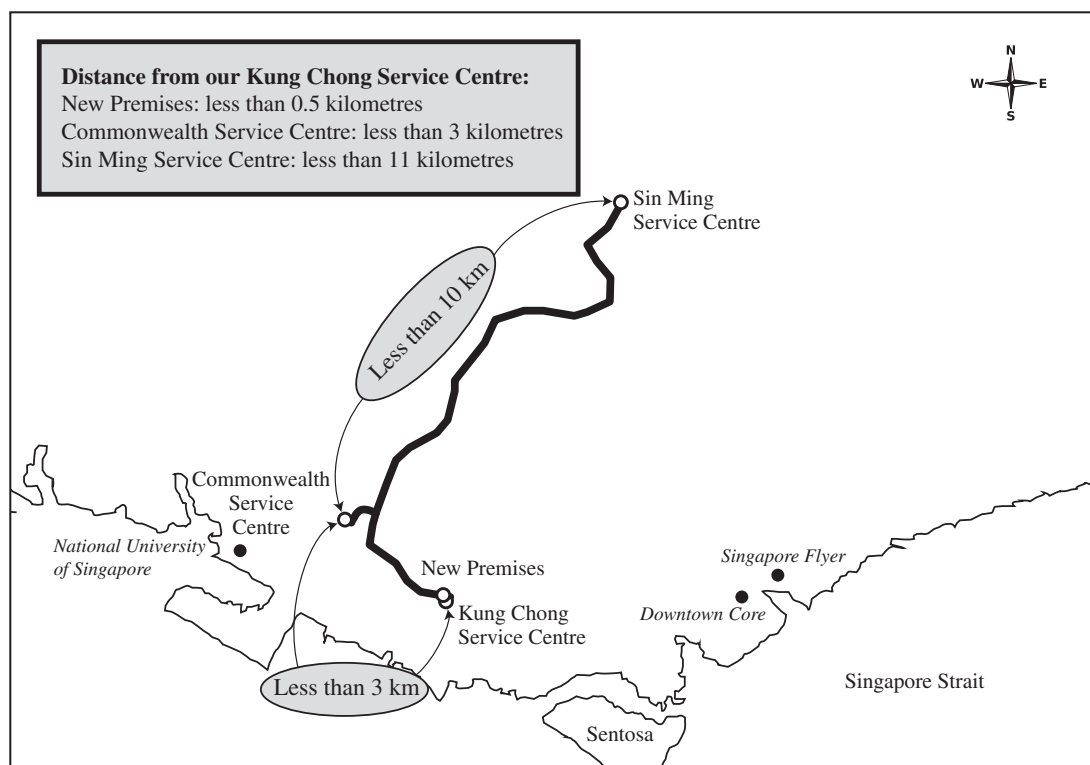 Distance from our Kung Chong Service Centre:
New Premises: less than 0.5 kilometres
Commonwealth Service Centre: less than 3 kilometres
Sin Ming Service Centre: less than 11 kilometres
N
W
E
S
Sin Ming
Service Centre
Less than 10 km
Commonwealth
Service
Centre
National University
of Singapore
New Premises
Kung Chong
Service Centre
Singapore Flyer
Downtown Core
Less than 3 km
Singapore Strait
Sentosa